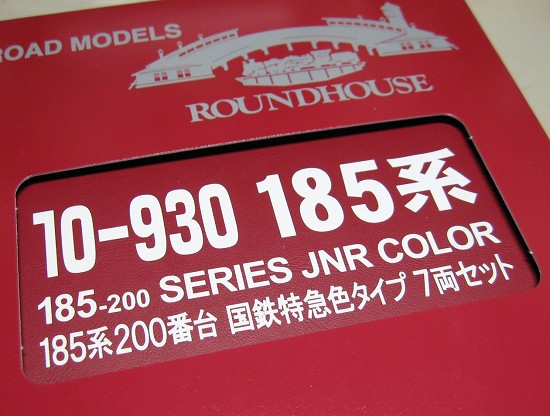 ROAD MODELS
ROUNDHOUSE
10-930 185系
185-200 SERIES JNR COLOR
185系200番台 国鉄特急色タイプ 7両セット